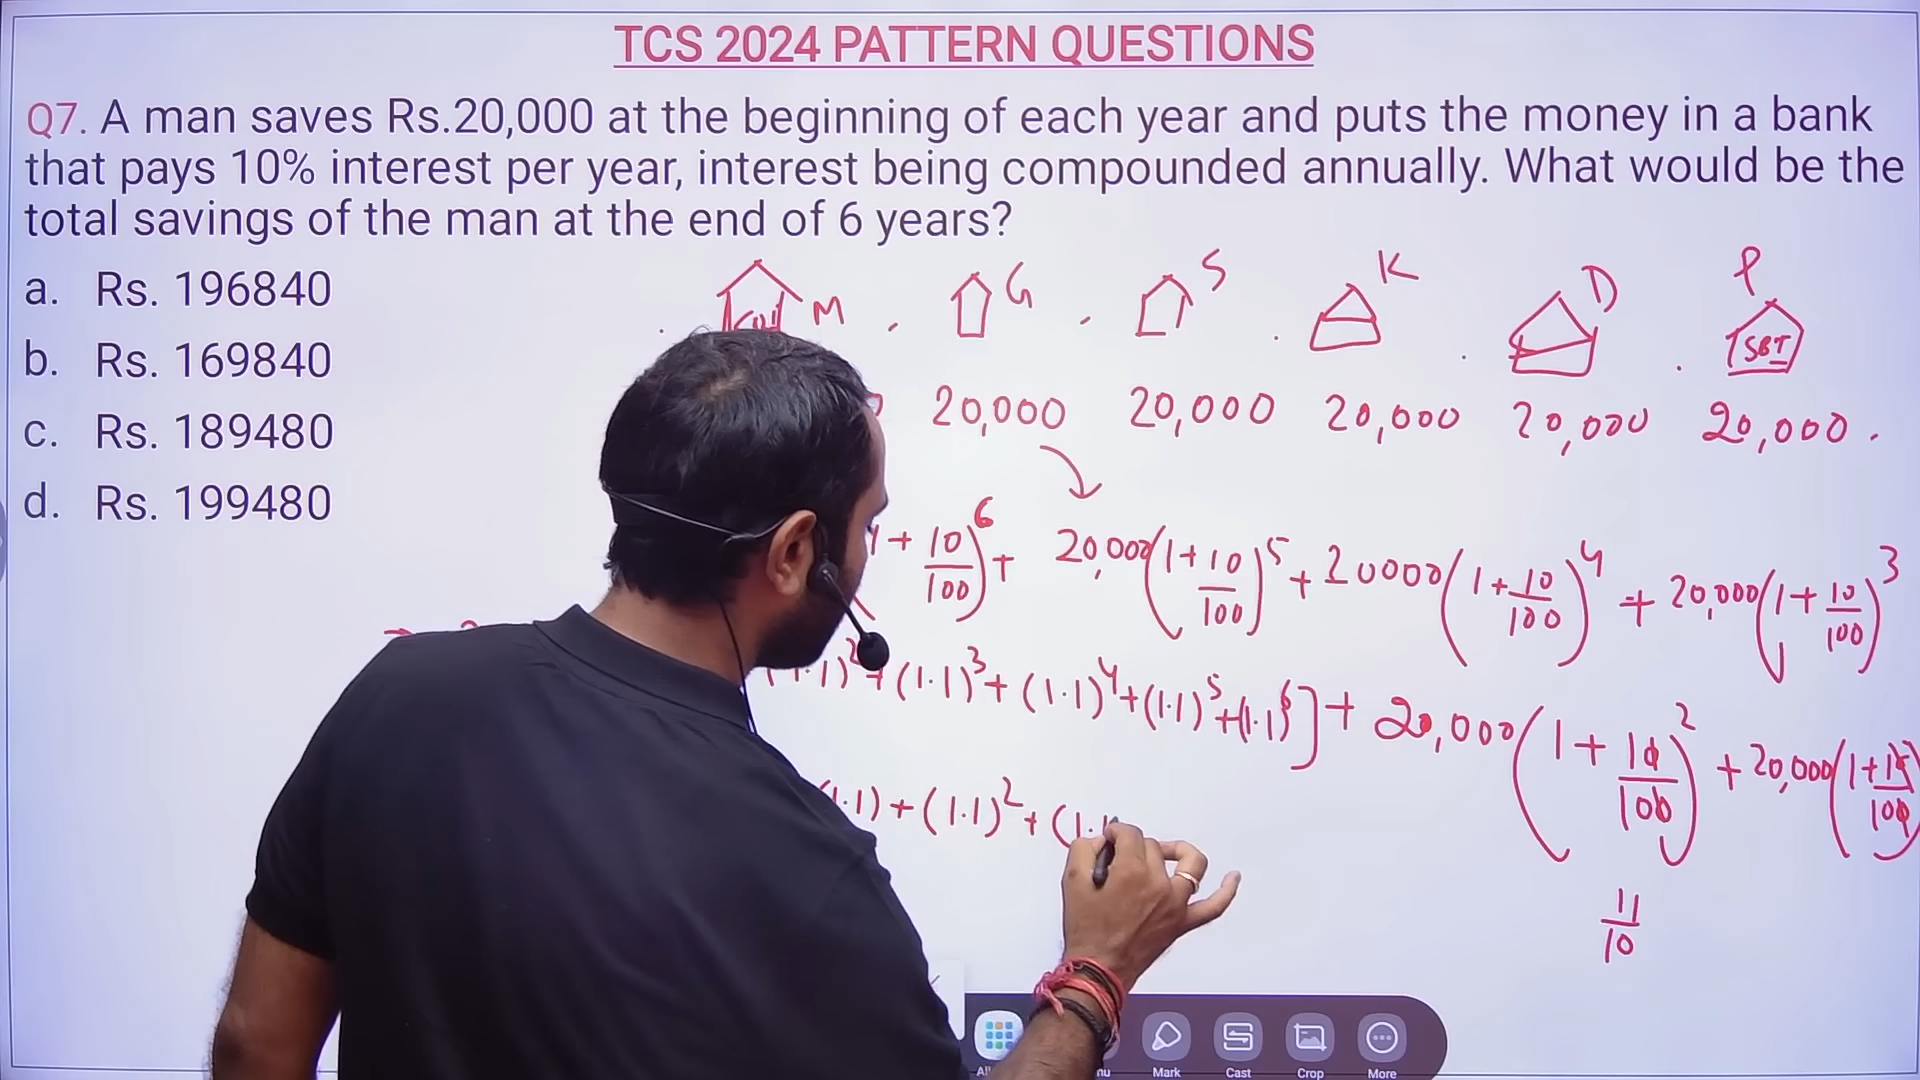 TCS 2024 PATTERN QUESTIONS
Q7. A man saves Rs.20,000 at the beginning of each year and puts the money in a bank
that pays 10% interest per year, interest being compounded annually. What would be the
total savings of the man at the end of 6 years?
a. Rs. 196840
b. Rs. 169840
c. Rs. 189480
d. Rs. 199480
M G S K D P
SBI
20,000 20,000 20,000 20,000 20,000
1 + 10/100)^6 + 20,000(1+10/100)^5 + 20000(1+10/100)^4 + 20,000(1+10/100)^3
.1)^2 + (1.1)^3 + (1.1)^4 + (1.1)^5 + (1.1)^6] + 20,000(1+10/100)^2 + 20,000(1+10/100)
(1.1) + (1.1)^2 + (1.1
11/10
Mark Cast Crop More